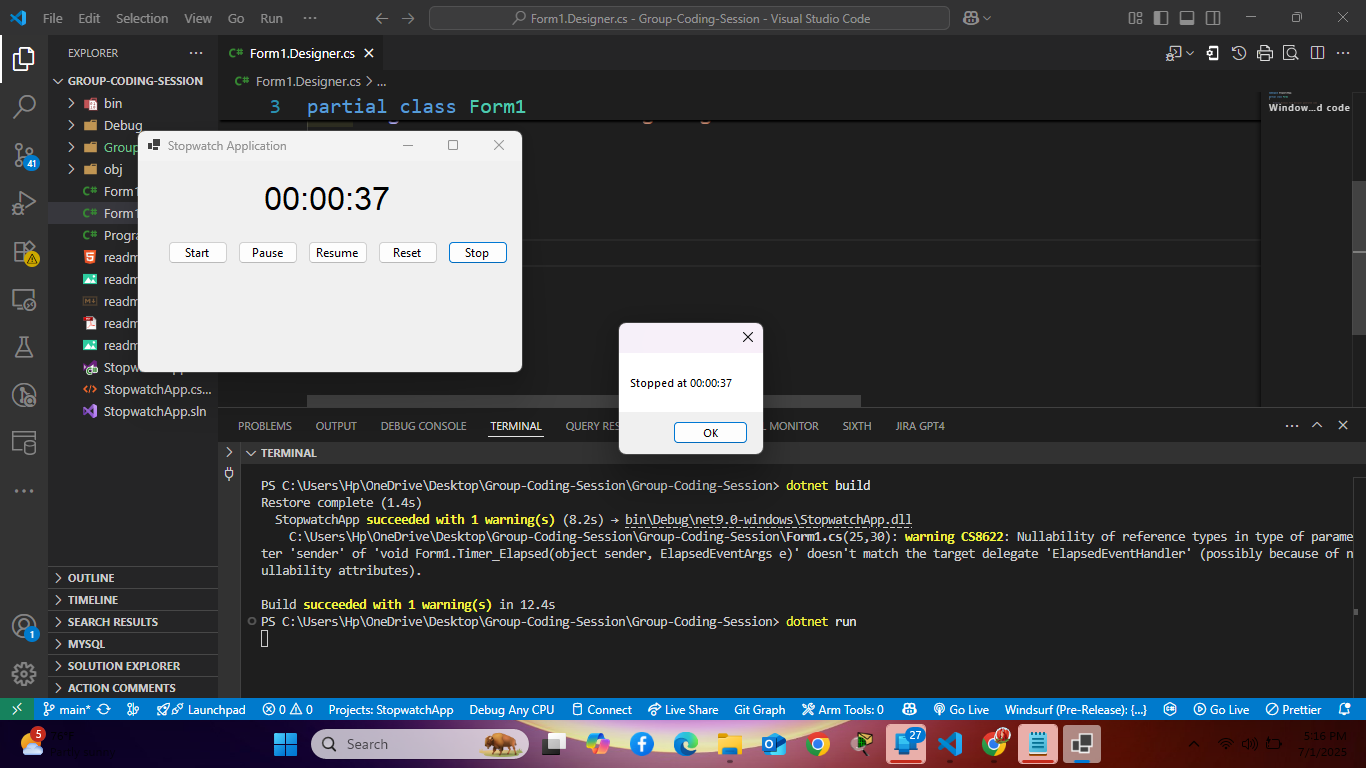 File Edit Selection View Go Run ···
Form1.Designer.cs - Group-Coding-Session - Visual Studio Code
EXPLORER
Form1.Designer.cs
GROUP-CODING-SESSION
Form1.Designer.cs > ...
bin
Debug
Group
obj
Form1
Form1
Progra
readm
readm
readm
readm
readm
StopwatchApp.cs...
StopwatchApp.sln
3 partial class Form1
Window...d code
Stopwatch Application
00:00:37
Start Pause Resume Reset Stop
Stopped at 00:00:37
OK
PROBLEMS OUTPUT DEBUG CONSOLE TERMINAL QUERY RES MONITOR SIXTH JIRA GPT4
TERMINAL
PS C:\Users\Hp\OneDrive\Desktop\Group-Coding-Session\Group-Coding-Session> dotnet build
Restore complete (1.4s)
StopwatchApp succeeded with 1 warning(s) (8.2s) → bin\Debug\net9.0-windows\StopwatchApp.dll
C:\Users\Hp\OneDrive\Desktop\Group-Coding-Session\Group-Coding-Session\Form1.cs(25,30): warning CS8622: Nullability of reference types in type of parame
ter 'sender' of 'void Form1.Timer_Elapsed(object sender, ElapsedEventArgs e)' doesn't match the target delegate 'ElapsedEventHandler' (possibly because of n
ullability attributes).
Build succeeded with 1 warning(s) in 12.4s
PS C:\Users\Hp\OneDrive\Desktop\Group-Coding-Session\Group-Coding-Session> dotnet run
OUTLINE
TIMELINE
SEARCH RESULTS
MYSQL
SOLUTION EXPLORER
ACTION COMMENTS
41
1
main* Launchpad 0 0 Projects: StopwatchApp Debug Any CPU Connect Live Share Git Graph Arm Tools: 0 Go Live Windsurf (Pre-Release): {...} Go Live Prettier
5
Search
27
5:16 PM
7/1/2025